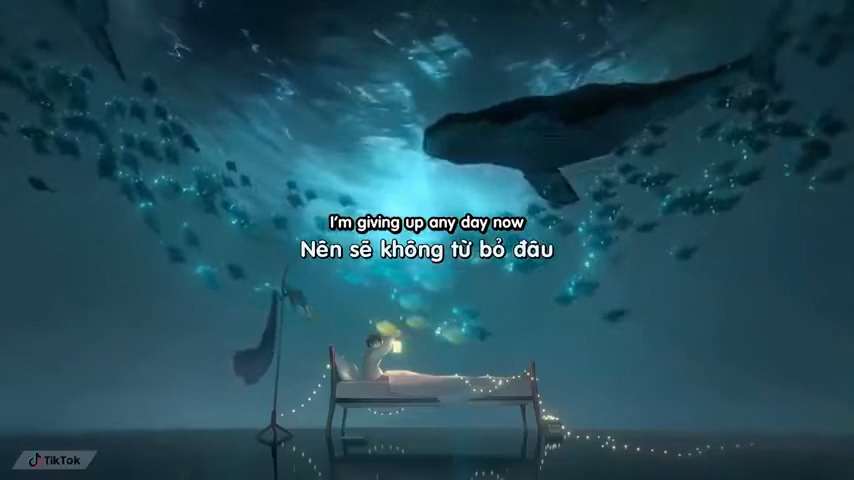 I'm giving up any day now
Nên sẽ không từ bỏ đâu
TikTok